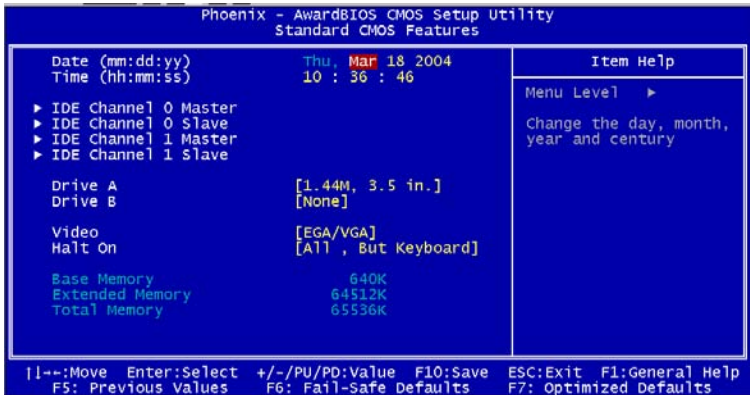 Phoenix - AwardBIOS CMOS Setup Utility
Standard CMOS Features
Date (mm:dd:yy) Thu, Mar 18 2004
Time (hh:mm:ss) 10 : 36 : 46
▶ IDE Channel 0 Master
▶ IDE Channel 0 Slave
▶ IDE Channel 1 Master
▶ IDE Channel 1 Slave
Drive A [1.44M, 3.5 in.]
Drive B [None]
Video [EGA/VGA]
Halt On [All , But Keyboard]
Base Memory 640K
Extended Memory 64512K
Total Memory 65536K
Item Help
Menu Level ▶
Change the day, month,
year and century
↑↓→←:Move Enter:Select +/-/PU/PD:Value F10:Save ESC:Exit F1:General Help
F5: Previous Values F6: Fail-Safe Defaults F7: Optimized Defaults